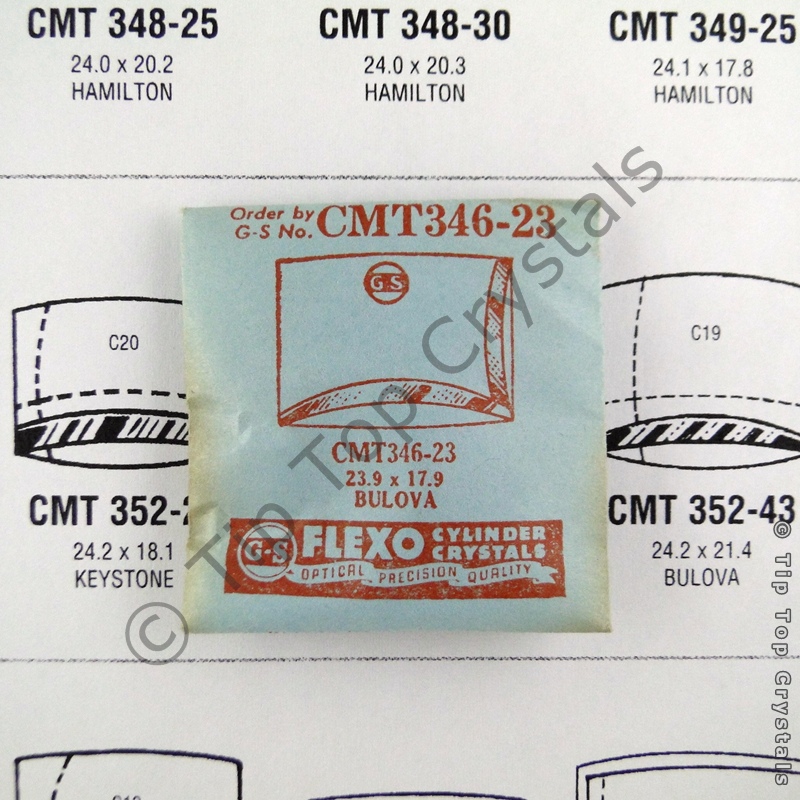 CMT 348-25
24.0 x 20.2
HAMILTON
CMT 348-30
24.0 x 20.3
HAMILTON
CMT 349-25
24.1 x 17.8
HAMILTON
Order by
G-S No. CMT346-23
G-S
CMT346-23
23.9 x 17.9
BULOVA
G-S FLEXO CYLINDER CRYSTALS
OPTICAL PRECISION QUALITY
C20
CMT 352-
24.2 x 18.1
KEYSTONE
C19
CMT 352-43
24.2 x 21.4
BULOVA
© Tip Top Crystals
© Tip Top Crystals